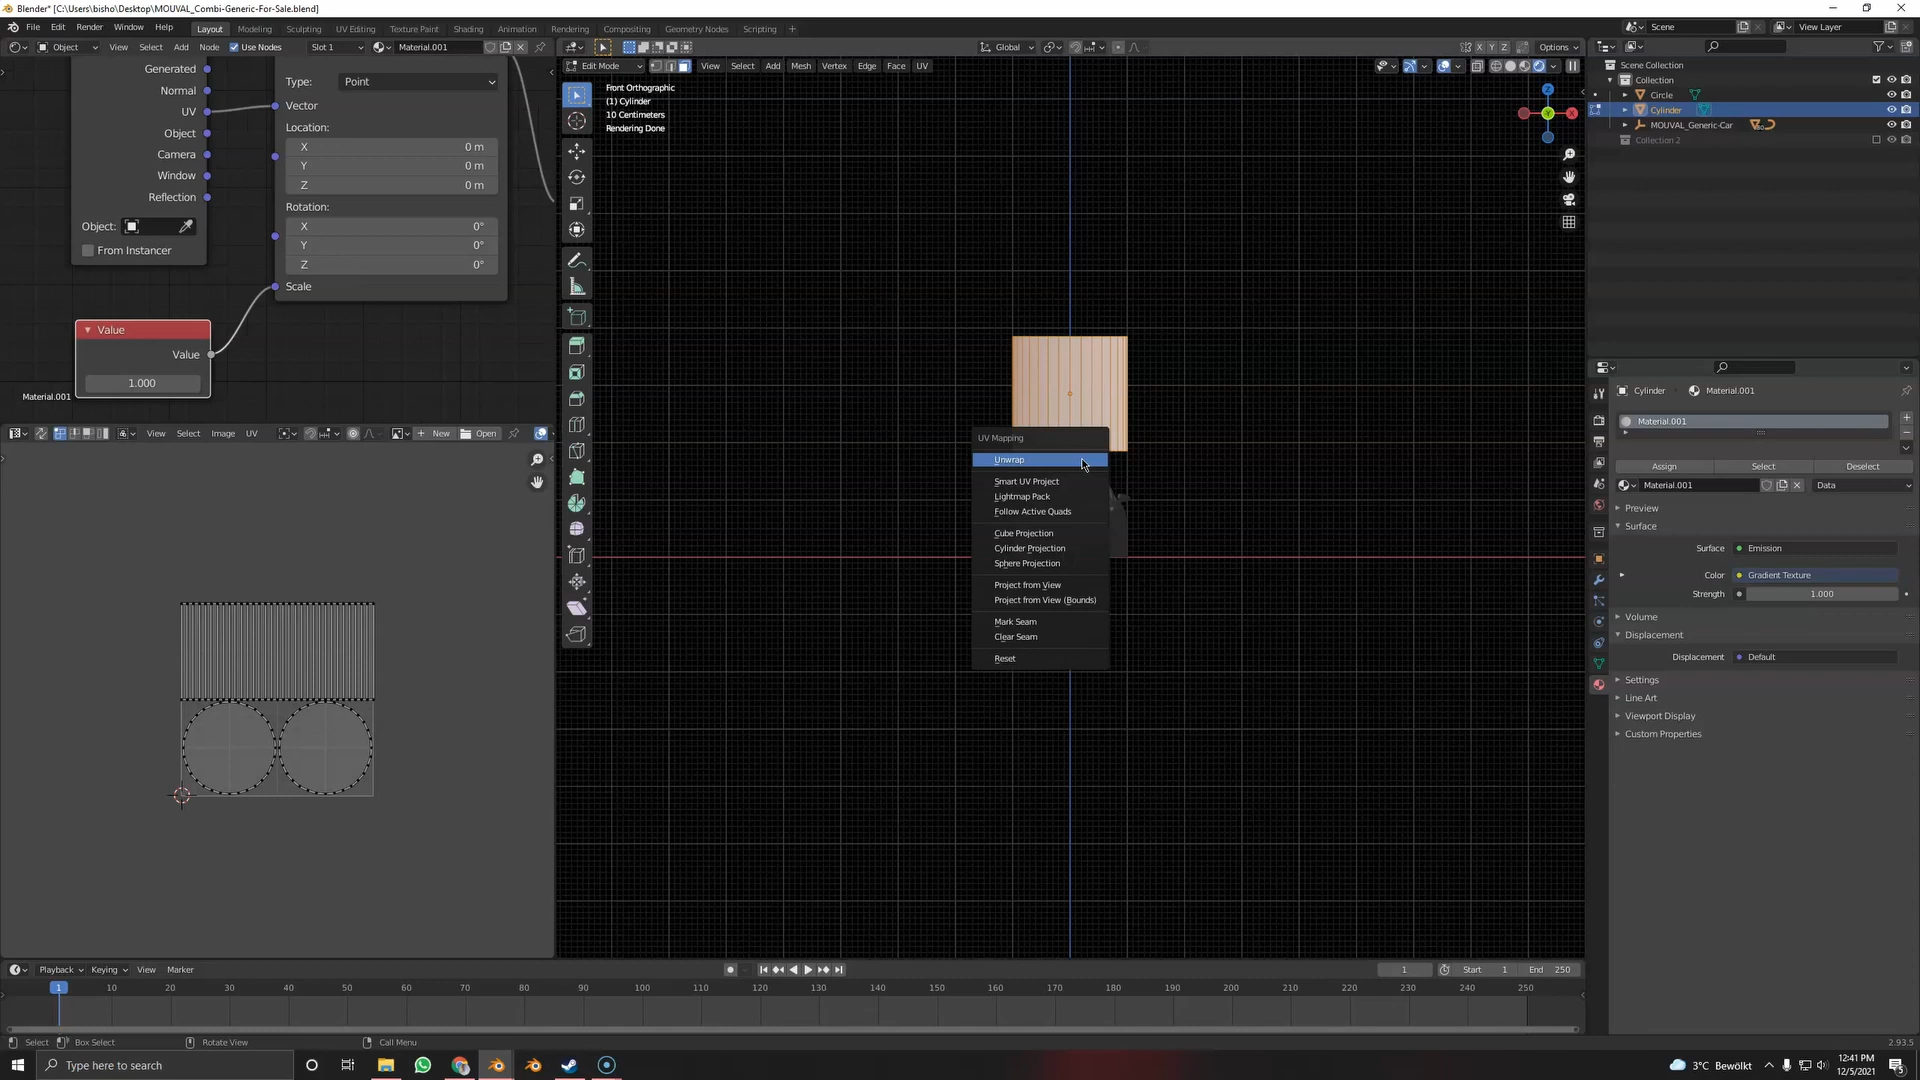 Blender* [C:\Users\bisho\Desktop\MOUVAL_Combi-Generic-For-Sale.blend]
File Edit Render Window Help Layout Modeling Sculpting UV Editing Texture Paint Shading Animation Rendering Compositing Geometry Nodes Scripting + Scene View Layer
Object View Select Add Node Use Nodes Slot 1 Material.001
Global X Y Z Options
Edit Mode View Select Add Mesh Vertex Edge Face UV
Generated
Normal
UV
Object
Camera
Window
Reflection
Object:
From Instancer
Type: Point
Vector
Location:
X 0 m
Y 0 m
Z 0 m
Rotation:
X 0°
Y 0°
Z 0°
Scale
Value
Value
1.000
Material.001
Front Orthographic
(1) Cylinder
10 Centimeters
Rendering Done
Z
Y
X
UV Mapping
Unwrap
Smart UV Project
Lightmap Pack
Follow Active Quads
Cube Projection
Cylinder Projection
Sphere Projection
Project from View
Project from View (Bounds)
Mark Seam
Clear Seam
Reset
View Select Image UV + New Open
Scene Collection
Collection
Circle
Cylinder
MOUVAL_Generic-Car
Collection 2
Cylinder Material.001
Material.001
Assign Select Deselect
Material.001 Data
Preview
Surface
Surface Emission
Color Gradient Texture
Strength 1.000
Volume
Displacement
Displacement Default
Settings
Line Art
Viewport Display
Custom Properties
Playback Keying View Marker 1 Start 1 End 250
1 10 20 30 40 50 60 70 80 90 100 110 120 130 140 150 160 170 180 190 200 210 220 230 240 250
Select Box Select Rotate View Call Menu 2.93.5
Type here to search
3°C Bewölkt
12:41 PM
12/5/2021
5